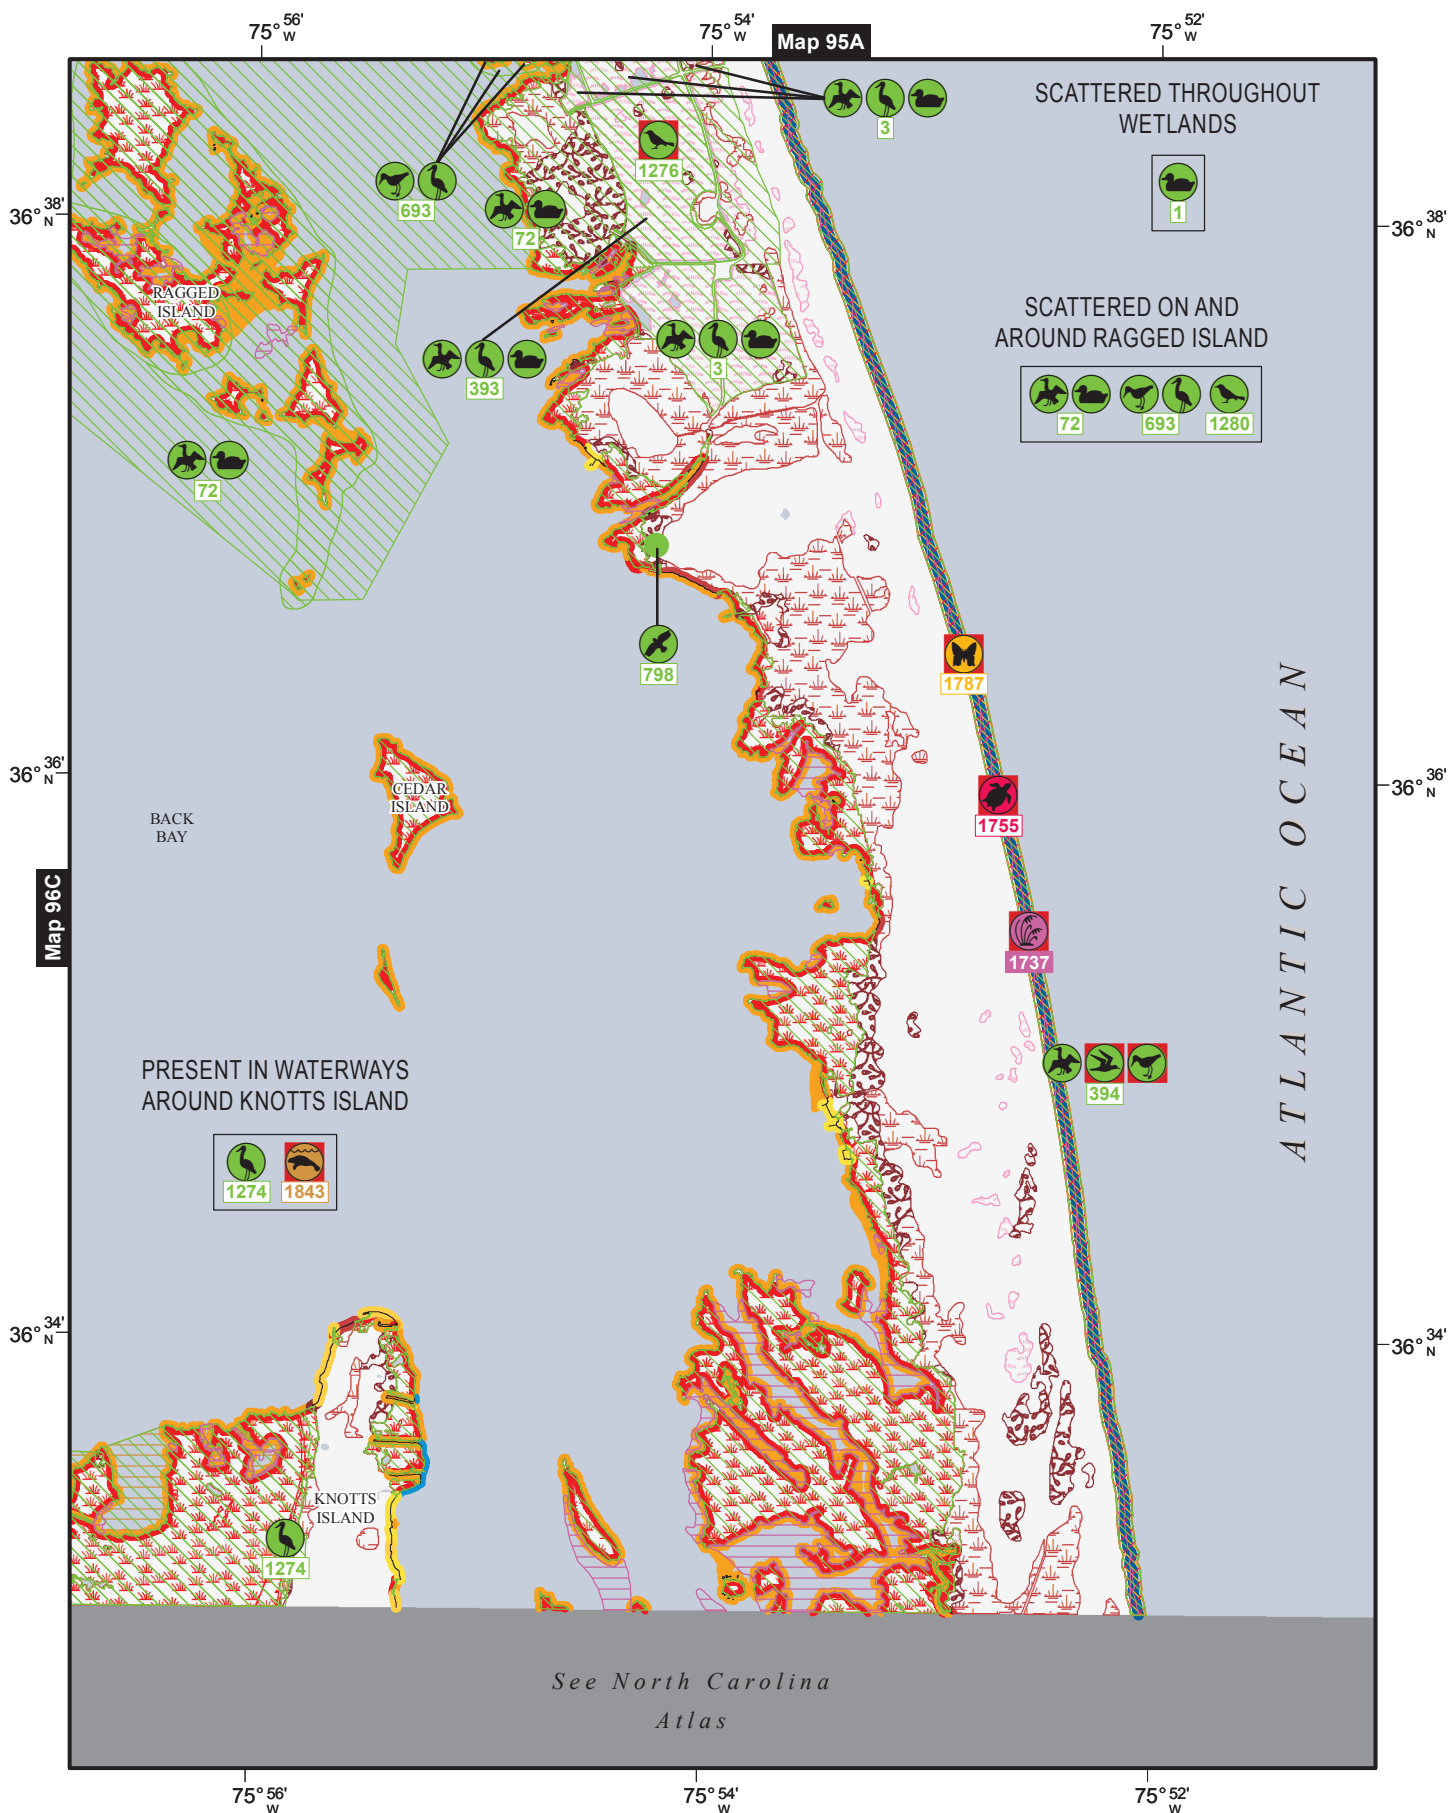 75° 56' W
75° 54' W
75° 52' W
Map 95A
SCATTERED THROUGHOUT
WETLANDS
1
3
1276
693
72
36° 38' N
36° 38' N
RAGGED
ISLAND
SCATTERED ON AND
AROUND RAGGED ISLAND
72 693 1280
393
3
72
798
1787
36° 36' N
36° 36' N
CEDAR
ISLAND
BACK
BAY
1755
ATLANTIC OCEAN
Map 96C
1737
394
PRESENT IN WATERWAYS
AROUND KNOTTS ISLAND
1274 1843
36° 34' N
36° 34' N
KNOTTS
ISLAND
1274
See North Carolina
Atlas
75° 56' W
75° 54' W
75° 52' W